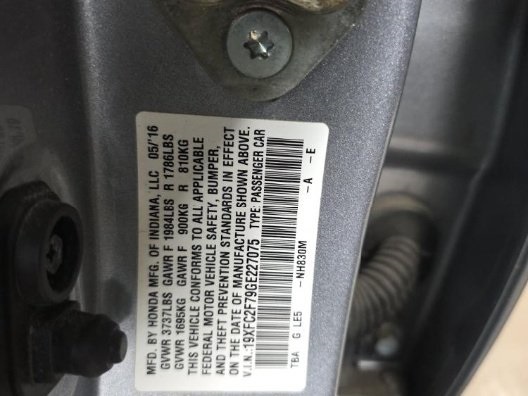 MFD. BY HONDA MFG. OF INDIANA, LLC 05/'16
GVWR 3737LBS GAWR F 1984LBS R 1786LBS
GVWR 1695KG GAWR F 900KG R 810KG
THIS VEHICLE CONFORMS TO ALL APPLICABLE
FEDERAL MOTOR VEHICLE SAFETY, BUMPER,
AND THEFT PREVENTION STANDARDS IN EFFECT
ON THE DATE OF MANUFACTURE SHOWN ABOVE.
V.I.N.:19XFC2F79GE227075 TYPE:PASSENGER CAR
TBA G LE5 -NH830M -A -E